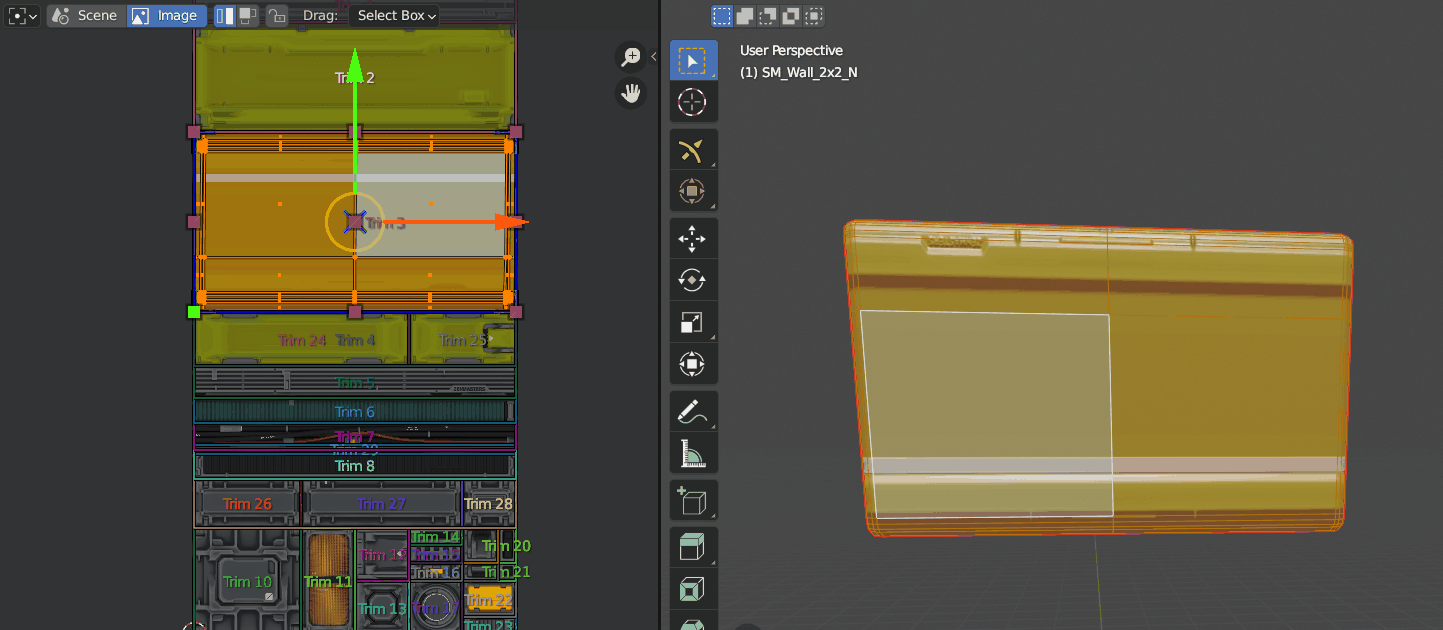 Scene
Image
Drag:
Select Box
User Perspective
(1) SM_Wall_2x2_N
Trim 2
Trim 3
Trim 24
Trim 4
Trim 25
Trim 5
Trim 6
Trim 7
Trim 8
Trim 26
Trim 27
Trim 28
Trim 14
Trim 20
Trim 10
Trim 11
Trim 16
Trim 21
Trim 13
Trim 17
Trim 22
Trim 23